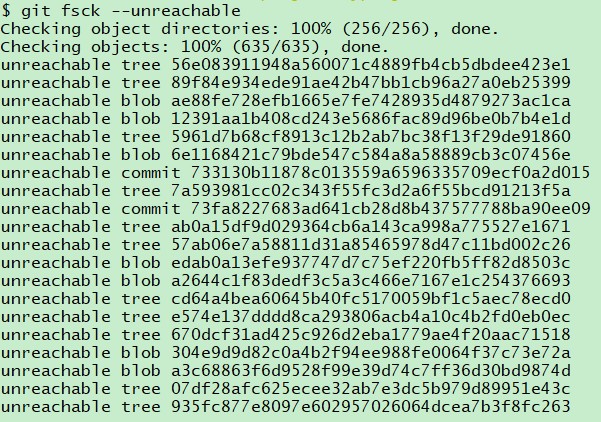 $ git fsck --unreachable
Checking object directories: 100% (256/256), done.
Checking objects: 100% (635/635), done.
unreachable tree 56e083911948a560071c4889fb4cb5dbdee423e1
unreachable tree 89f84e934ede91ae42b47bb1cb96a27a0eb25399
unreachable blob ae88fe728efb1665e7fe7428935d4879273ac1ca
unreachable blob 12391aa1b408cd243e5686fac89d96be0b7b4e1d
unreachable tree 5961d7b68cf8913c12b2ab7bc38f13f29de91860
unreachable blob 6e1168421c79bde547c584a8a58889cb3c07456e
unreachable commit 733130b11878c013559a6596335709ecf0a2d015
unreachable tree 7a593981cc02c343f55fc3d2a6f55bcd91213f5a
unreachable commit 73fa8227683ad641cb28d8b437577788ba90ee09
unreachable tree ab0a15df9d029364cb6a143ca998a775527e1671
unreachable tree 57ab06e7a58811d31a85465978d47c11bd002c26
unreachable blob edab0a13efe937747d7c75ef220fb5ff82d8503c
unreachable blob a2644c1f83dedf3c5a3c466e7167e1c254376693
unreachable tree cd64a4bea60645b40fc5170059bf1c5aec78ecd0
unreachable tree e574e137dddd8ca293806acb4a10c4b2fd0eb0ec
unreachable tree 670dcf31ad425c926d2eba1779ae4f20aac71518
unreachable blob 304e9d9d82c0a4b2f94ee988fe0064f37c73e72a
unreachable blob a3c68863f6d9528f99e39d74c7ff36d30bd9874d
unreachable tree 07df28afc625ecee32ab7e3dc5b979d89951e43c
unreachable tree 935fc877e8097e602957026064dcea7b3f8fc263